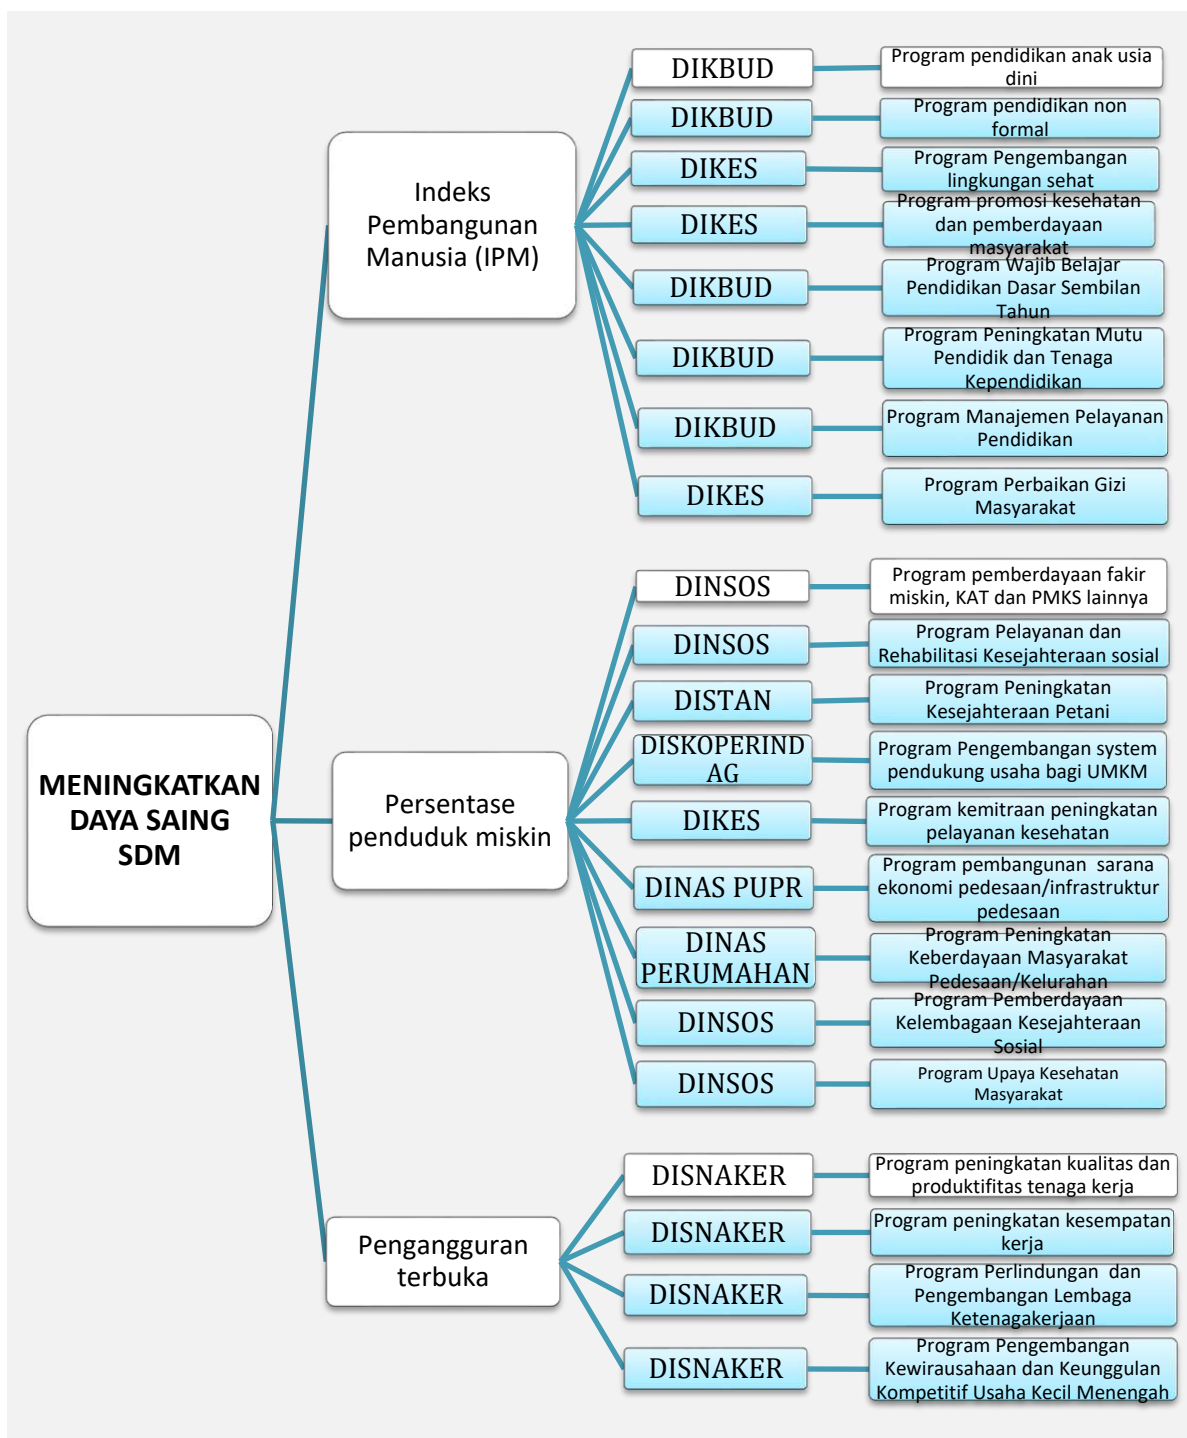 MENINGKATKAN
DAYA SAING
SDM
Indeks
Pembangunan
Manusia (IPM)
DIKBUD
Program pendidikan anak usia
dini
DIKBUD
Program pendidikan non
formal
DIKES
Program Pengembangan
lingkungan sehat
DIKES
Program promosi kesehatan
dan pemberdayaan
masyarakat
DIKBUD
Program Wajib Belajar
Pendidikan Dasar Sembilan
Tahun
DIKBUD
Program Peningkatan Mutu
Pendidik dan Tenaga
Kependidikan
DIKBUD
Program Manajemen Pelayanan
Pendidikan
DIKES
Program Perbaikan Gizi
Masyarakat
Persentase
penduduk miskin
DINSOS
Program pemberdayaan fakir
miskin, KAT dan PMKS lainnya
DINSOS
Program Pelayanan dan
Rehabilitasi Kesejahteraan sosial
DISTAN
Program Peningkatan
Kesejahteraan Petani
DISKOPERIND
AG
Program Pengembangan system
pendukung usaha bagi UMKM
DIKES
Program kemitraan peningkatan
pelayanan kesehatan
DINAS PUPR
Program pembangunan sarana
ekonomi pedesaan/infrastruktur
pedesaan
DINAS
PERUMAHAN
Program Peningkatan
Keberdayaan Masyarakat
Pedesaan/Kelurahan
DINSOS
Program Pemberdayaan
Kelembagaan Kesejahteraan
Sosial
DINSOS
Program Upaya Kesehatan
Masyarakat
Pengangguran
terbuka
DISNAKER
Program peningkatan kualitas dan
produktifitas tenaga kerja
DISNAKER
Program peningkatan kesempatan
kerja
DISNAKER
Program Perlindungan dan
Pengembangan Lembaga
Ketenagakerjaan
DISNAKER
Program Pengembangan
Kewirausahaan dan Keunggulan
Kompetitif Usaha Kecil Menengah